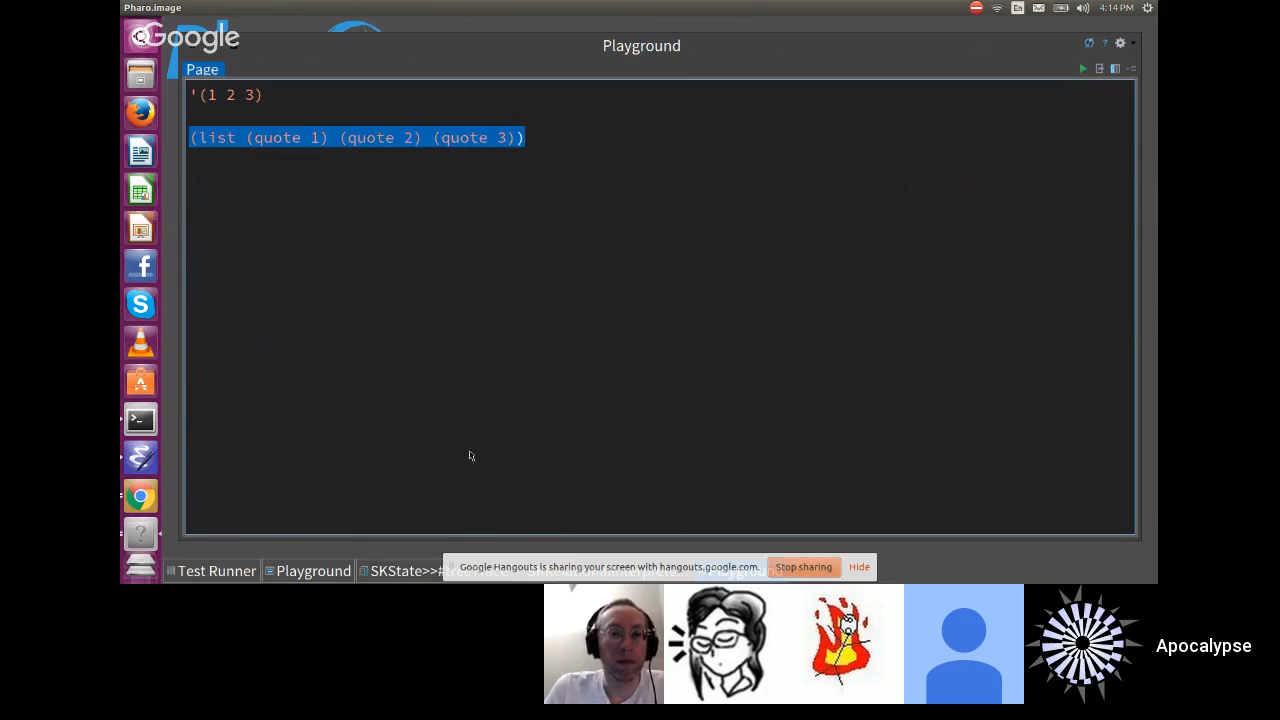 Pharo.image
En
4:14 PM
Google
Playground
Page
'(1 2 3)
(list (quote 1) (quote 2) (quote 3))
Test Runner
Playground
SKState>>#
Google Hangouts is sharing your screen with hangouts.google.com.
Stop sharing
Hide
Apocalypse